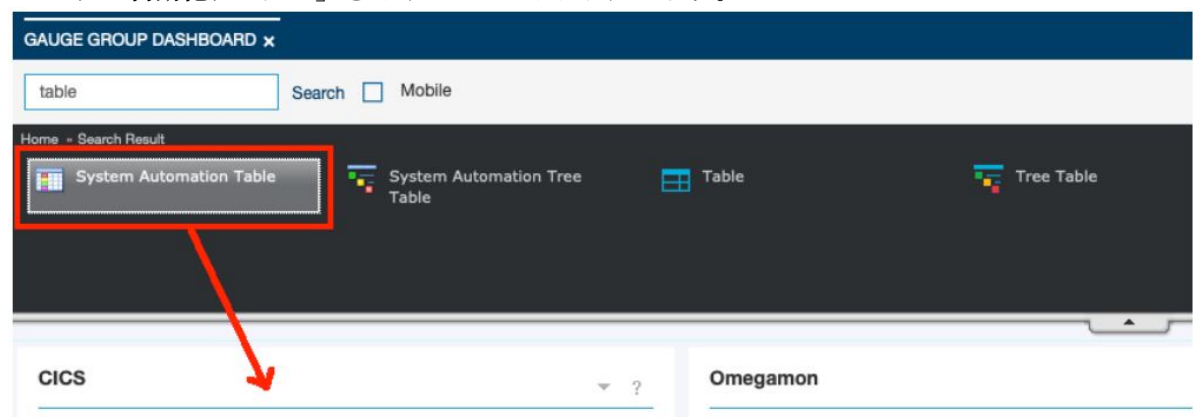 GAUGE GROUP DASHBOARD x
table
Search
Mobile
Home » Search Result
System Automation Table
System Automation Tree
Table
Table
Tree Table
CICS
?
Omegamon